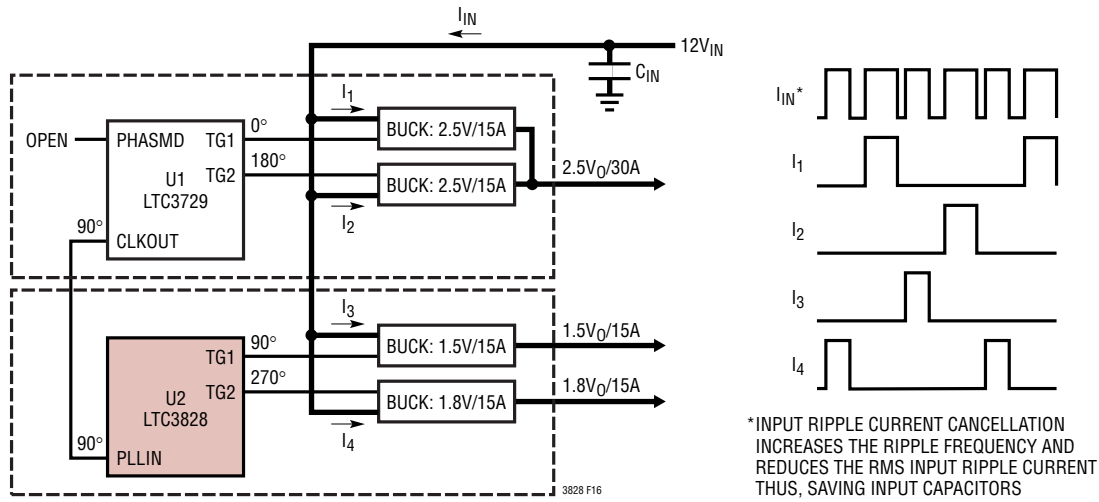 I_IN
12V_IN
C_IN
I_1
OPEN
PHASMD
TG1
0°
BUCK: 2.5V/15A
U1
LTC3729
TG2
180°
BUCK: 2.5V/15A
2.5V_O/30A
I_2
90°
CLKOUT
I_3
BUCK: 1.5V/15A
1.5V_O/15A
TG1
90°
U2
LTC3828
TG2
270°
BUCK: 1.8V/15A
1.8V_O/15A
I_4
90°
PLLIN
3828 F16
I_IN*
I_1
I_2
I_3
I_4
*INPUT RIPPLE CURRENT CANCELLATION
INCREASES THE RIPPLE FREQUENCY AND
REDUCES THE RMS INPUT RIPPLE CURRENT
THUS, SAVING INPUT CAPACITORS